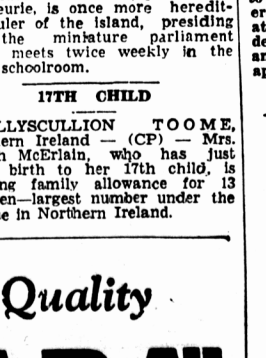 eurie, is once more heredit-
uler of the island, presiding
the miniature parliament
meets twice weekly in the
schoolroom.
17TH CHILD
LLYSCULLION TOOME,
ern Ireland — (CP) — Mrs.
n McErlain, who has just
birth to her 17th child, is
ng family allowance for 13
en—largest number under the
e in Northern Ireland.
Quality